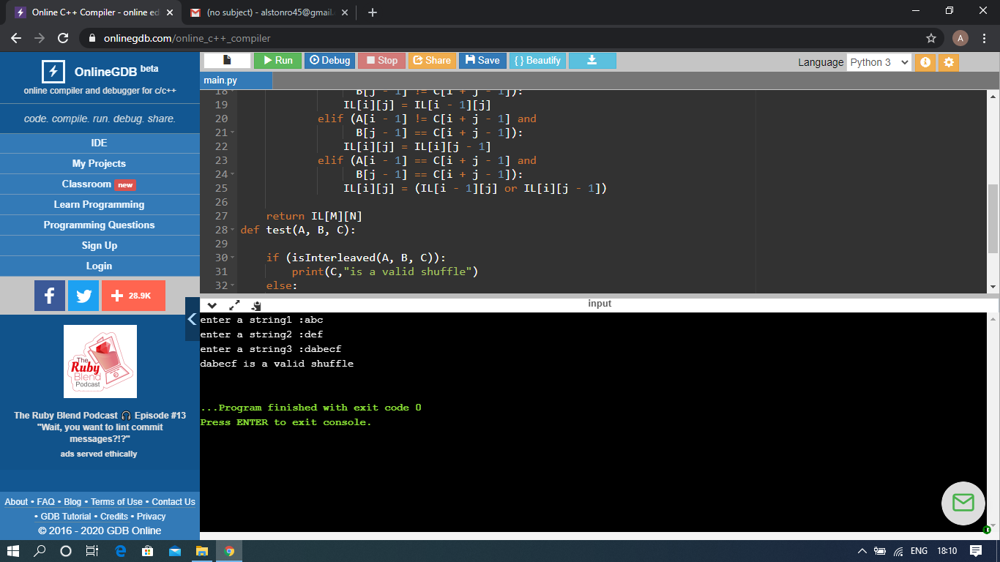 Online C++ Compiler - online ed
(no subject) - alstonro45@gmail.
onlinegdb.com/online_c++_compiler
A
OnlineGDB beta
online compiler and debugger for c/c++
code. compile. run. debug. share.
IDE
My Projects
Classroom new
Learn Programming
Programming Questions
Sign Up
Login
28.9K
The
Ruby
Blend
Podcast
The Ruby Blend Podcast 🎧 Episode #13
"Wait, you want to lint commit
messages?!?"
ads served ethically
About • FAQ • Blog • Terms of Use • Contact Us
• GDB Tutorial • Credits • Privacy
© 2016 - 2020 GDB Online
Run Debug Stop Share Save { } Beautify
Language Python 3
main.py
18 B[j - 1] != C[i + j - 1]):
19 IL[i][j] = IL[i - 1][j]
20 elif (A[i - 1] != C[i + j - 1] and
21 B[j - 1] == C[i + j - 1]):
22 IL[i][j] = IL[i][j - 1]
23 elif (A[i - 1] == C[i + j - 1] and
24 B[j - 1] == C[i + j - 1]):
25 IL[i][j] = (IL[i - 1][j] or IL[i][j - 1])
26
27 return IL[M][N]
28 def test(A, B, C):
29
30 if (isInterleaved(A, B, C)):
31 print(C,"is a valid shuffle")
32 else:
input
enter a string1 :abc
enter a string2 :def
enter a string3 :dabecf
dabecf is a valid shuffle
...Program finished with exit code 0
Press ENTER to exit console.
ENG 18:10